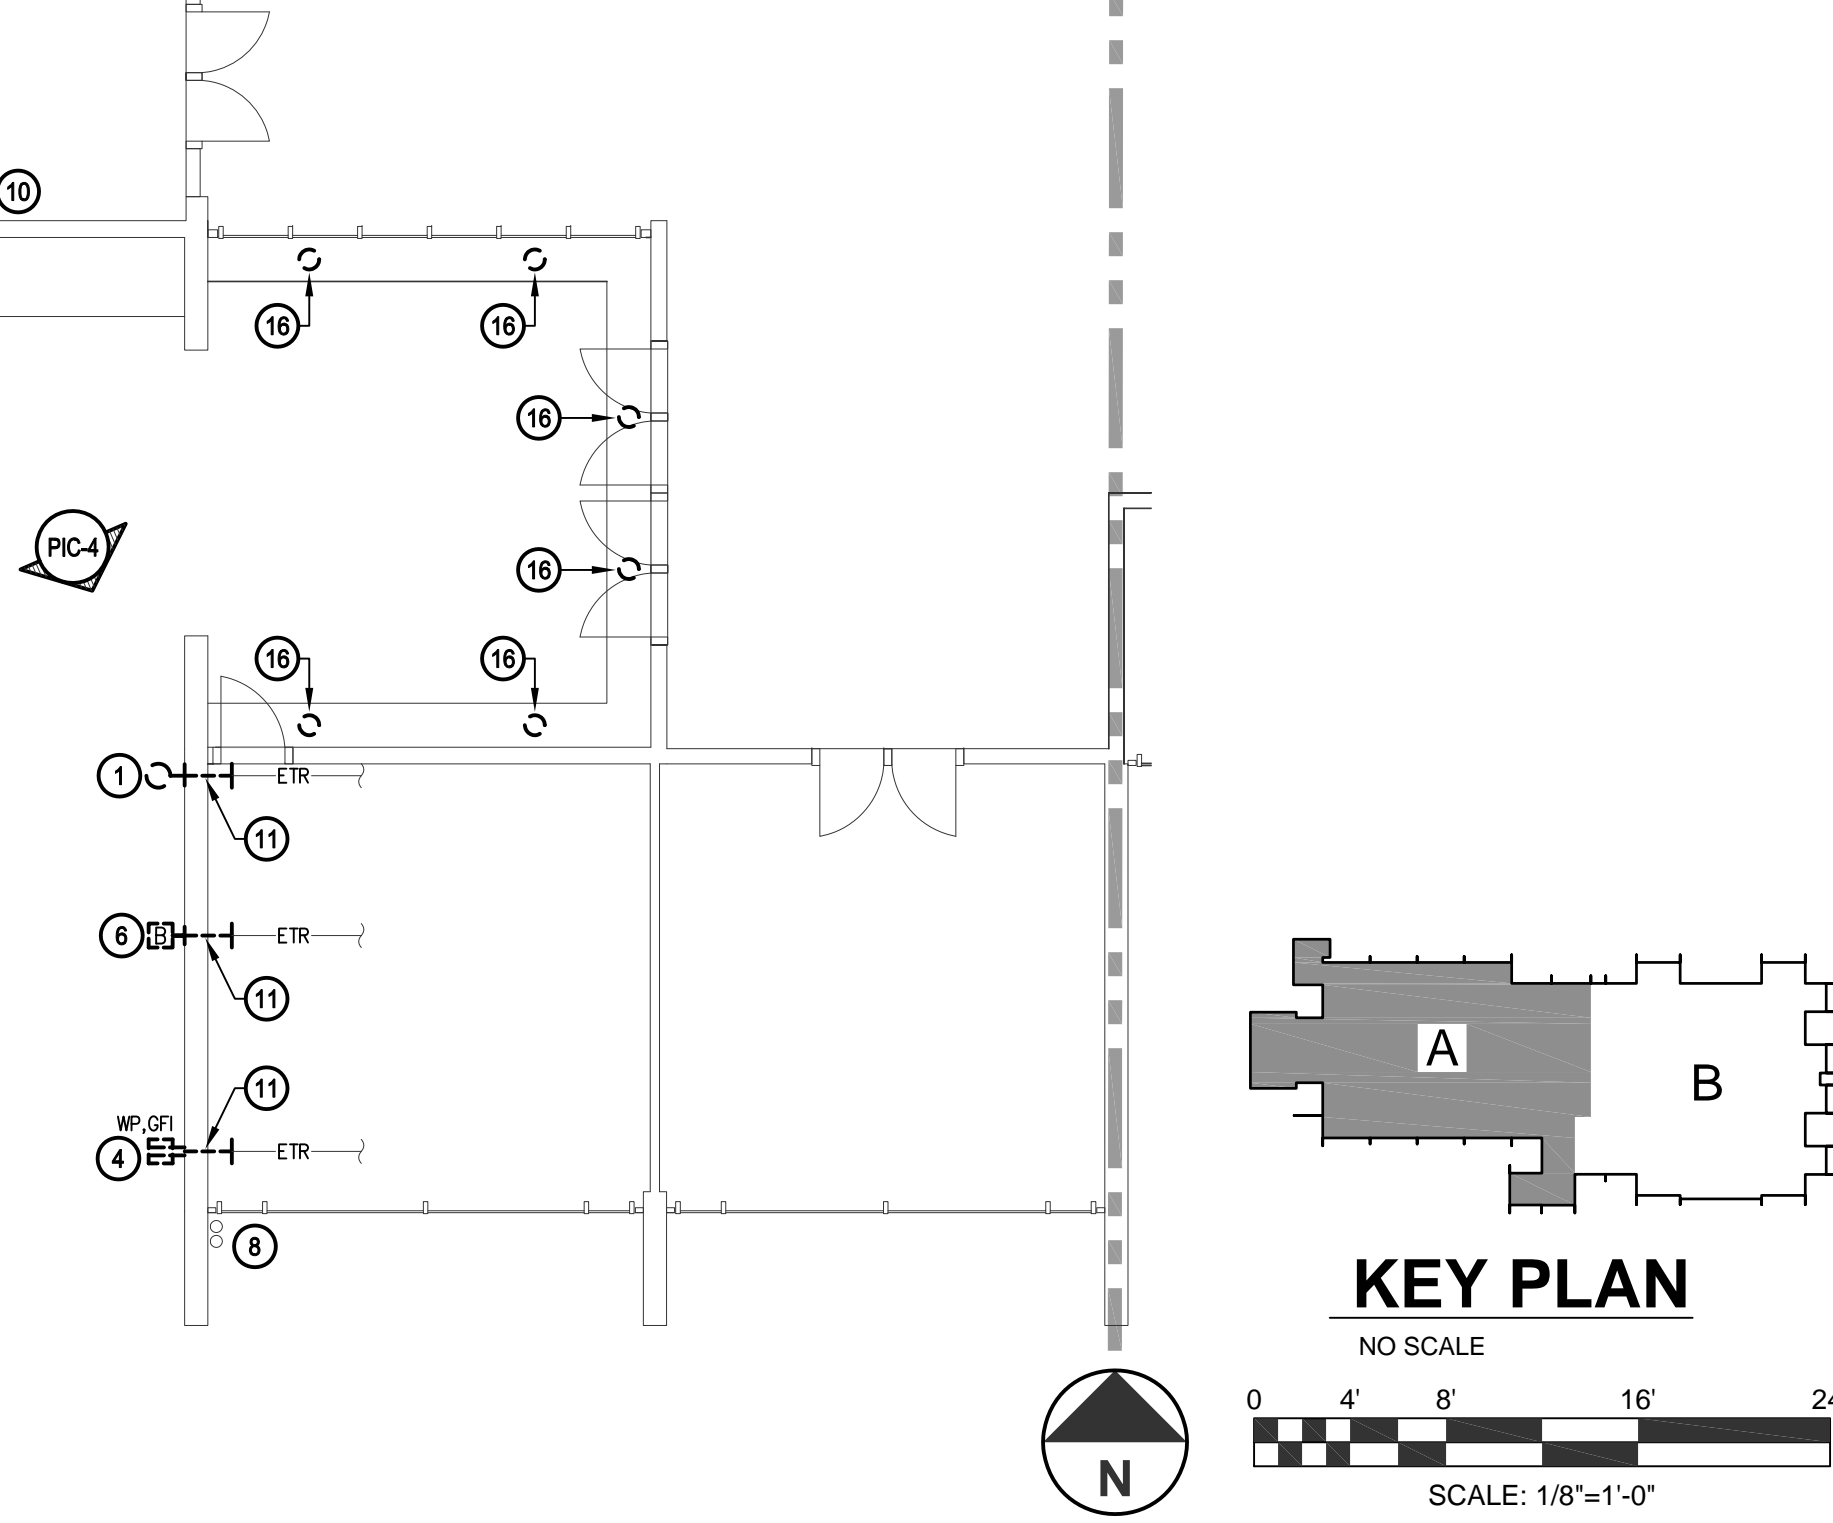 10
16
16
16
PIC-4
16
16
16
1
ETR
11
6
B
ETR
11
11
WP,GFI
4
ETR
8
A
B
KEY PLAN
NO SCALE
0 4' 8' 16'
N
SCALE: 1/8"=1'-0"